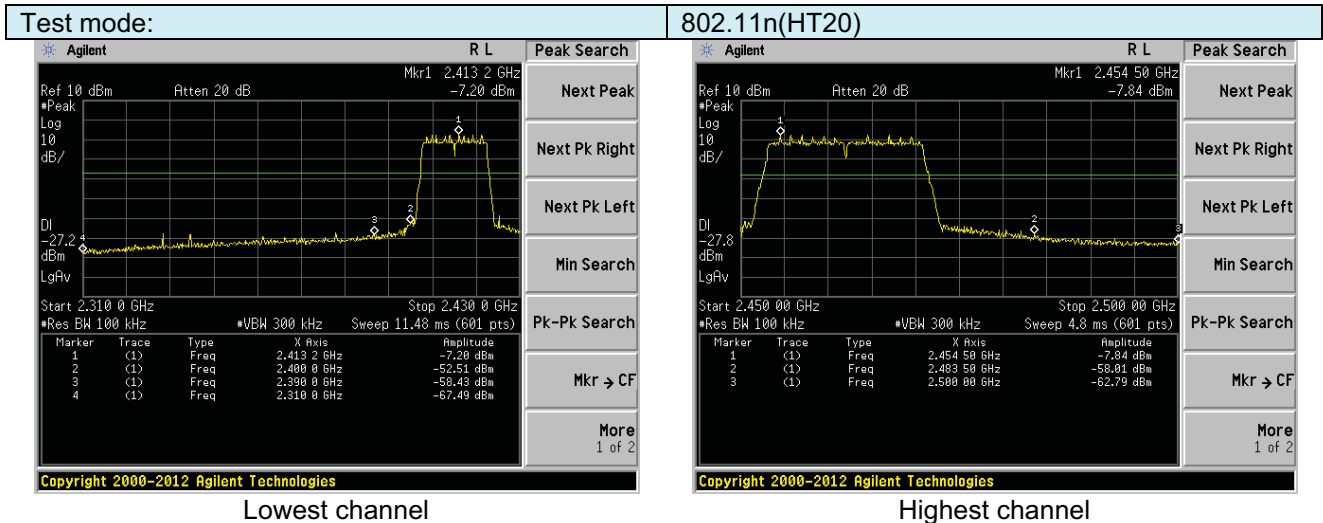 Test mode: 802.11n(HT20)
Agilent R L Peak Search
Mkr1 2.413 2 GHz
Ref 10 dBm Atten 20 dB -7.20 dBm
#Peak
Log
10
dB/
1
2
3
4
DI
-27.2
dBm
LgAv
Start 2.310 0 GHz Stop 2.430 0 GHz
#Res BW 100 kHz #VBW 300 kHz Sweep 11.48 ms (601 pts)
Marker Trace Type X Axis Amplitude
1 (1) Freq 2.413 2 GHz -7.20 dBm
2 (1) Freq 2.400 0 GHz -52.51 dBm
3 (1) Freq 2.390 0 GHz -58.43 dBm
4 (1) Freq 2.310 0 GHz -67.49 dBm
Next Peak
Next Pk Right
Next Pk Left
Min Search
Pk-Pk Search
Mkr → CF
More
1 of 2
Copyright 2000-2012 Agilent Technologies
Lowest channel
Agilent R L Peak Search
Mkr1 2.454 50 GHz
Ref 10 dBm Atten 20 dB -7.84 dBm
#Peak
Log
10
dB/
1
2
3
DI
-27.8
dBm
LgAv
Start 2.450 00 GHz Stop 2.500 00 GHz
#Res BW 100 kHz #VBW 300 kHz Sweep 4.8 ms (601 pts)
Marker Trace Type X Axis Amplitude
1 (1) Freq 2.454 50 GHz -7.84 dBm
2 (1) Freq 2.483 50 GHz -58.01 dBm
3 (1) Freq 2.500 00 GHz -62.79 dBm
Next Peak
Next Pk Right
Next Pk Left
Min Search
Pk-Pk Search
Mkr → CF
More
1 of 2
Copyright 2000-2012 Agilent Technologies
Highest channel